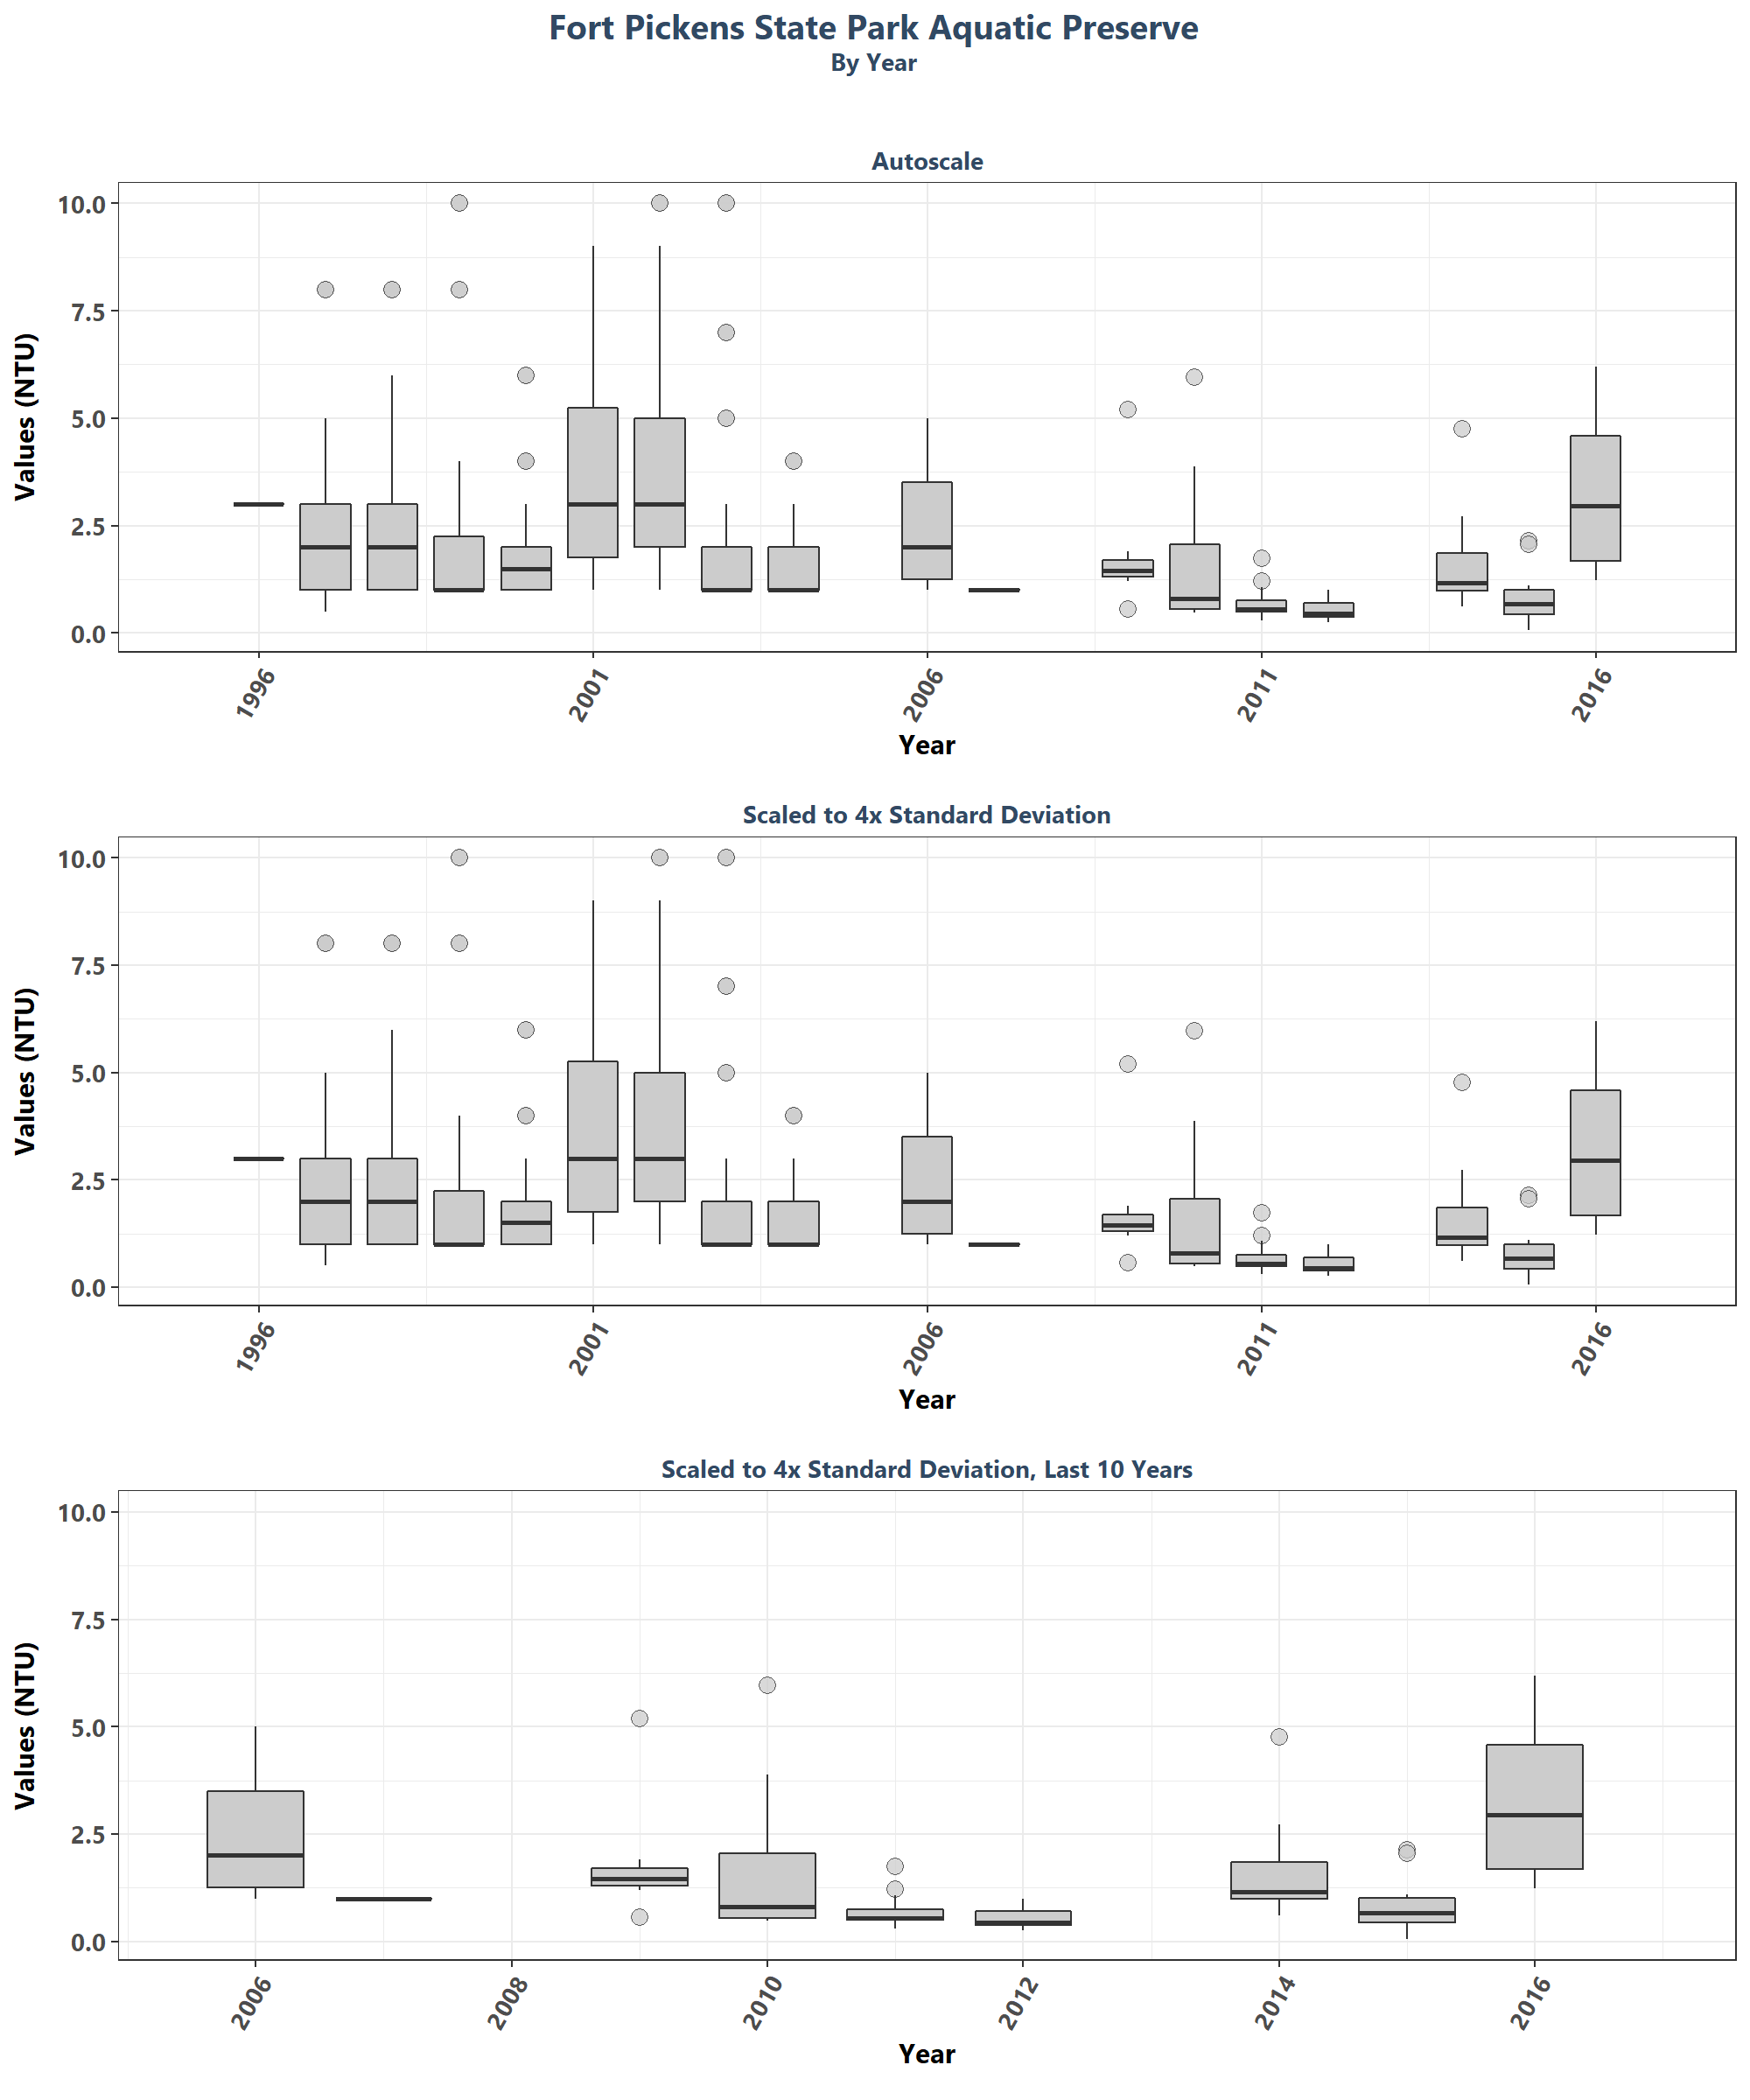 Fort Pickens State Park Aquatic Preserve
By Year
Autoscale
Values (NTU)
10.0
7.5
5.0
2.5
0.0
1996 2001 2006 2011 2016
Year
Scaled to 4x Standard Deviation
Values (NTU)
10.0
7.5
5.0
2.5
0.0
1996 2001 2006 2011 2016
Year
Scaled to 4x Standard Deviation, Last 10 Years
Values (NTU)
10.0
7.5
5.0
2.5
0.0
2006 2008 2010 2012 2014 2016
Year